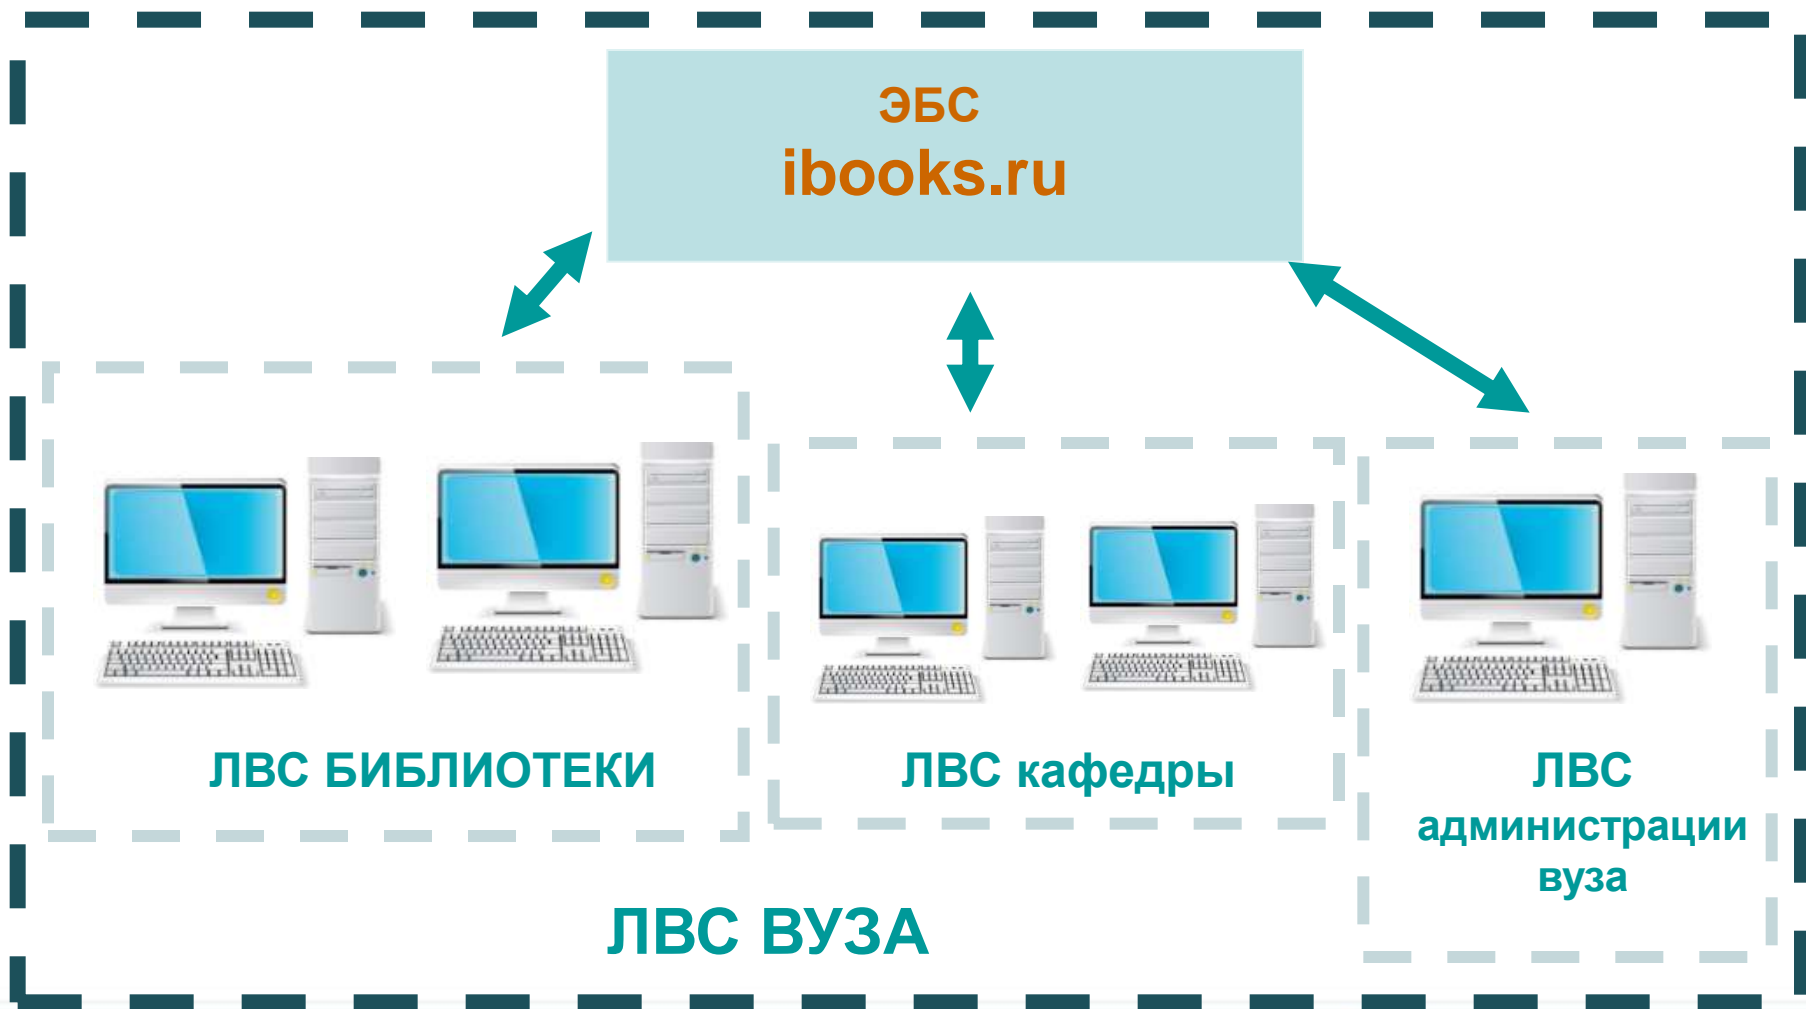 ЭБС
ibooks.ru
ЛВС БИБЛИОТЕКИ
ЛВС кафедры
ЛВС
администрации
вуза
ЛВС ВУЗА